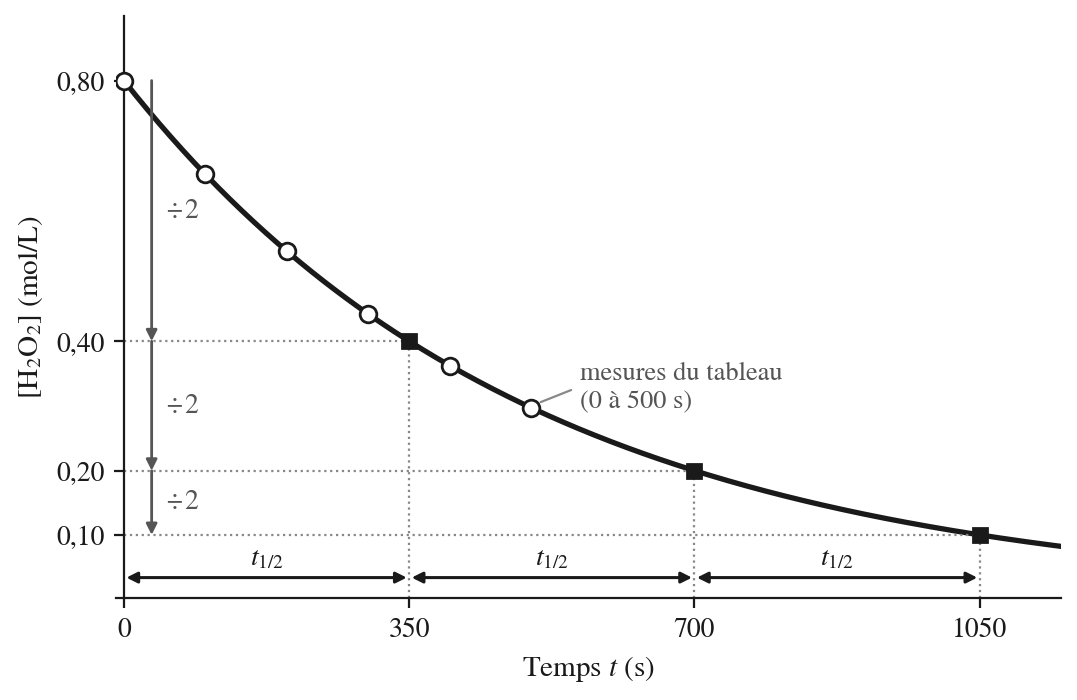 [H₂O₂] (mol/L)
0,80
0,40
0,20
0,10
÷2
÷2
÷2
mesures du tableau
(0 à 500 s)
t₁/₂
t₁/₂
t₁/₂
0
350
700
1050
Temps t (s)